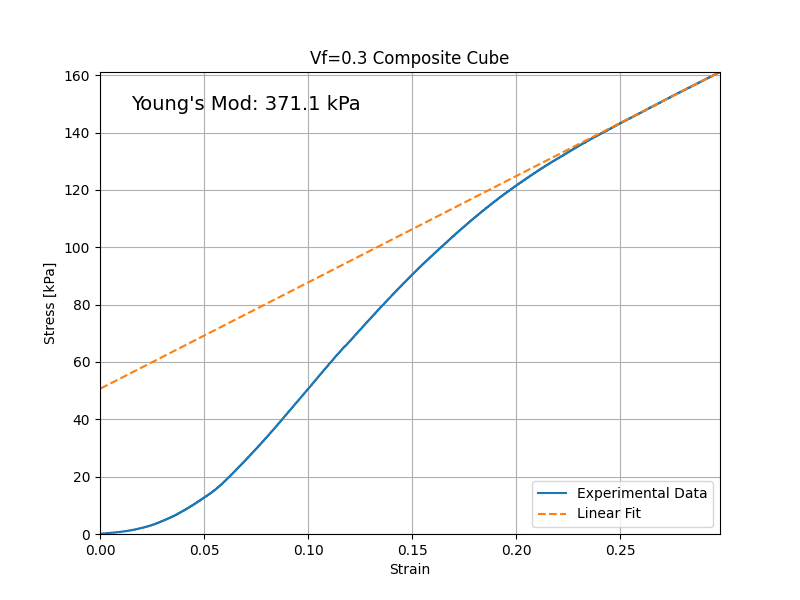 Vf=0.3 Composite Cube
Young's Mod: 371.1 kPa
Stress [kPa]
160
140
120
100
80
60
40
20
0
0.00 0.05 0.10 0.15 0.20 0.25
Strain
Experimental Data
Linear Fit